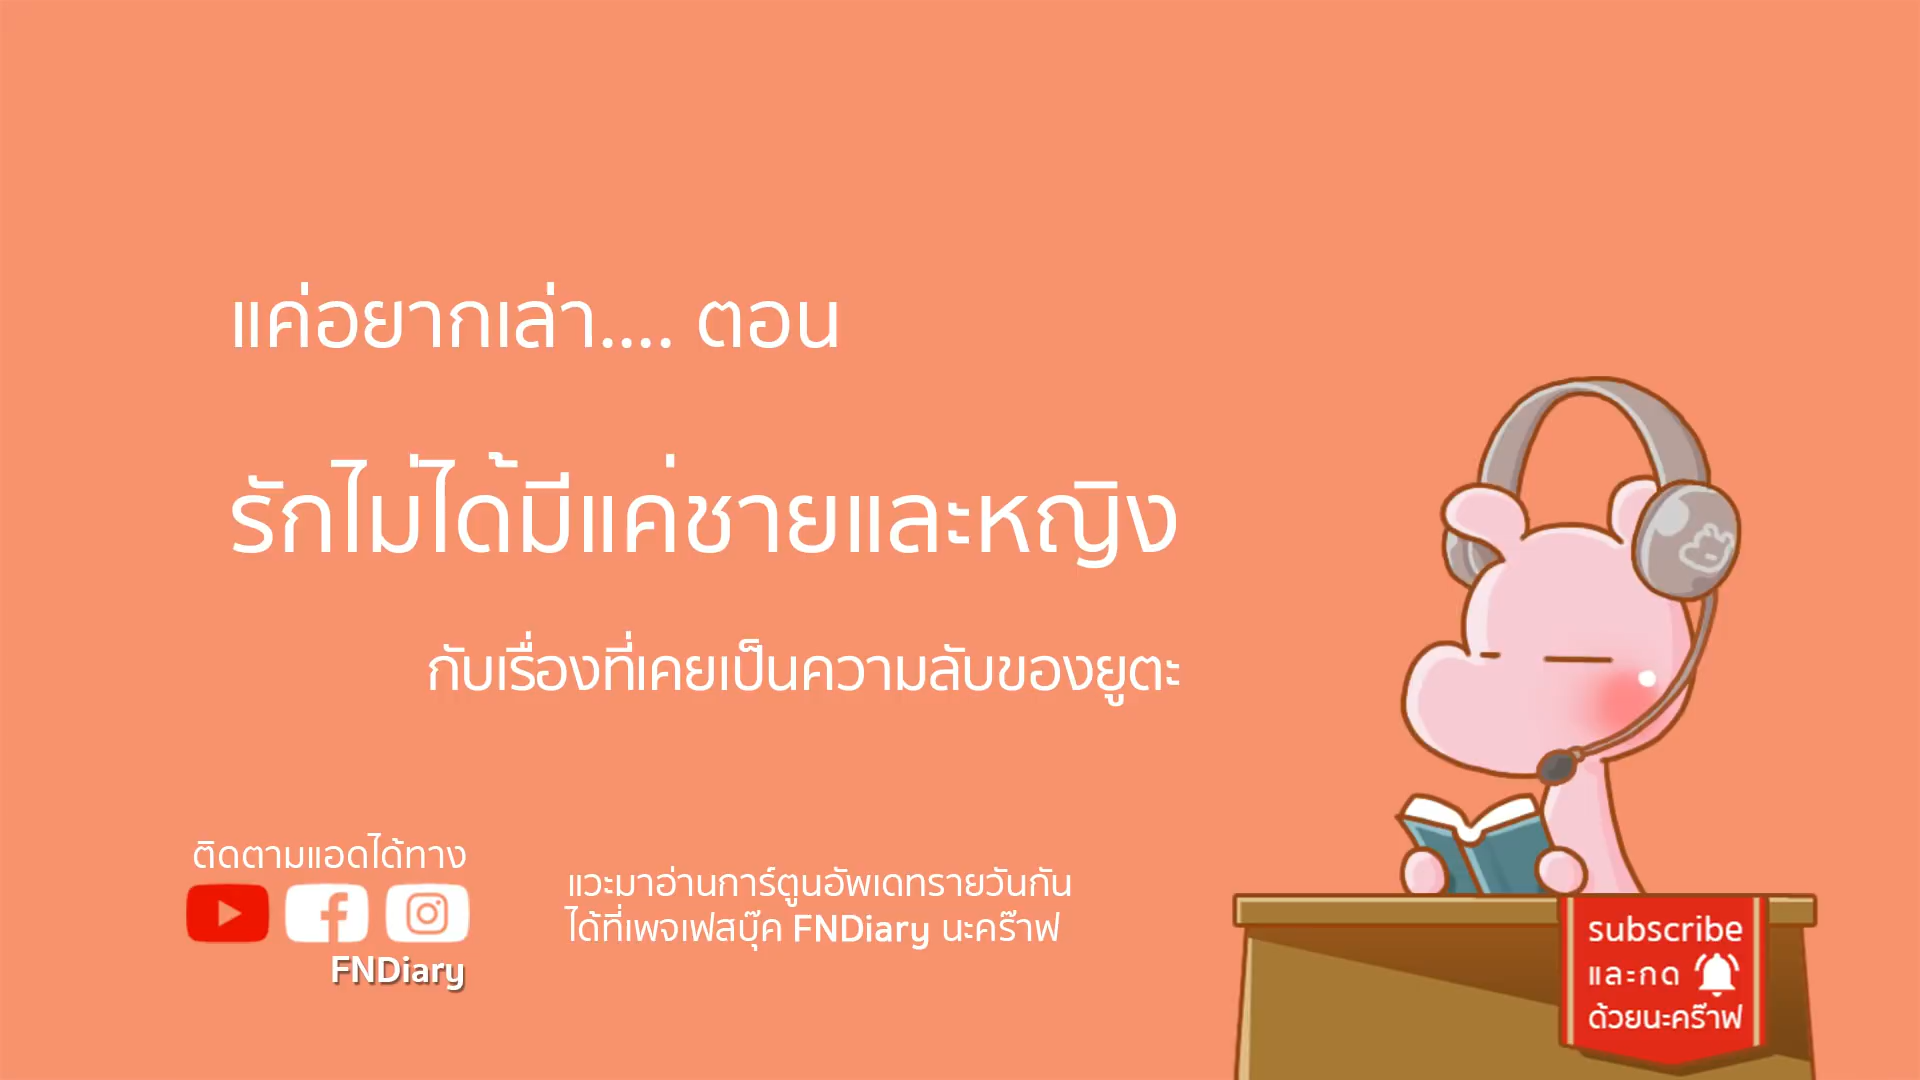 แค่อยากเล่า.... ตอน
รักไม่ได้มีแค่ชายและหญิง
กับเรื่องที่เคยเป็นความลับของยูตะ
ติดตามแอดได้ทาง
FNDiary
แวะมาอ่านการ์ตูนอัพเดทรายวันกัน
ได้ที่เพจเฟสบุ๊ค FNDiary นะคร๊าฟ
subscribe
และกด
ด้วยนะคร๊าฟ